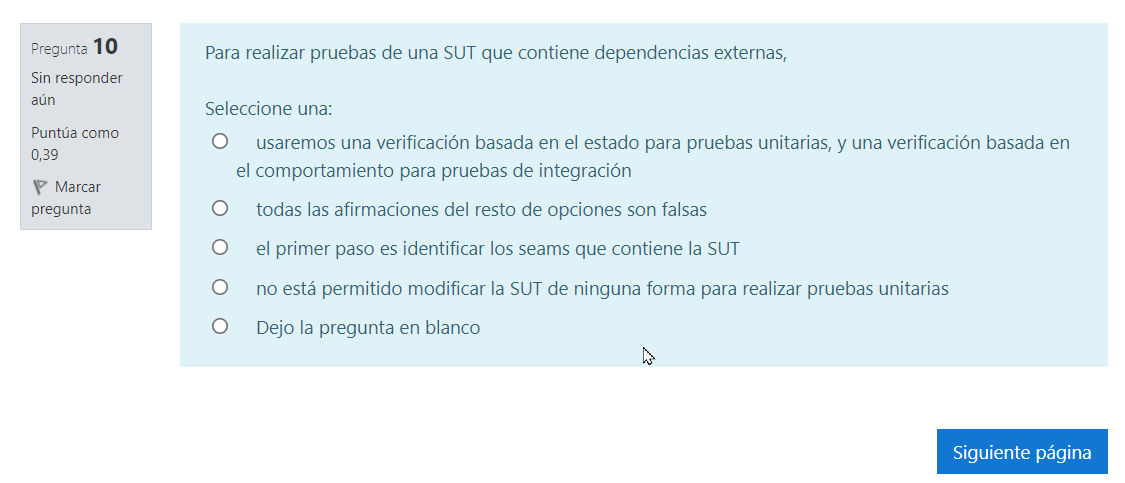 Pregunta 10
Sin responder
aún
Puntúa como
0,39
Marcar
pregunta
Para realizar pruebas de una SUT que contiene dependencias externas,
Seleccione una:
usaremos una verificación basada en el estado para pruebas unitarias, y una verificación basada en
el comportamiento para pruebas de integración
todas las afirmaciones del resto de opciones son falsas
el primer paso es identificar los seams que contiene la SUT
no está permitido modificar la SUT de ninguna forma para realizar pruebas unitarias
Dejo la pregunta en blanco
Siguiente página